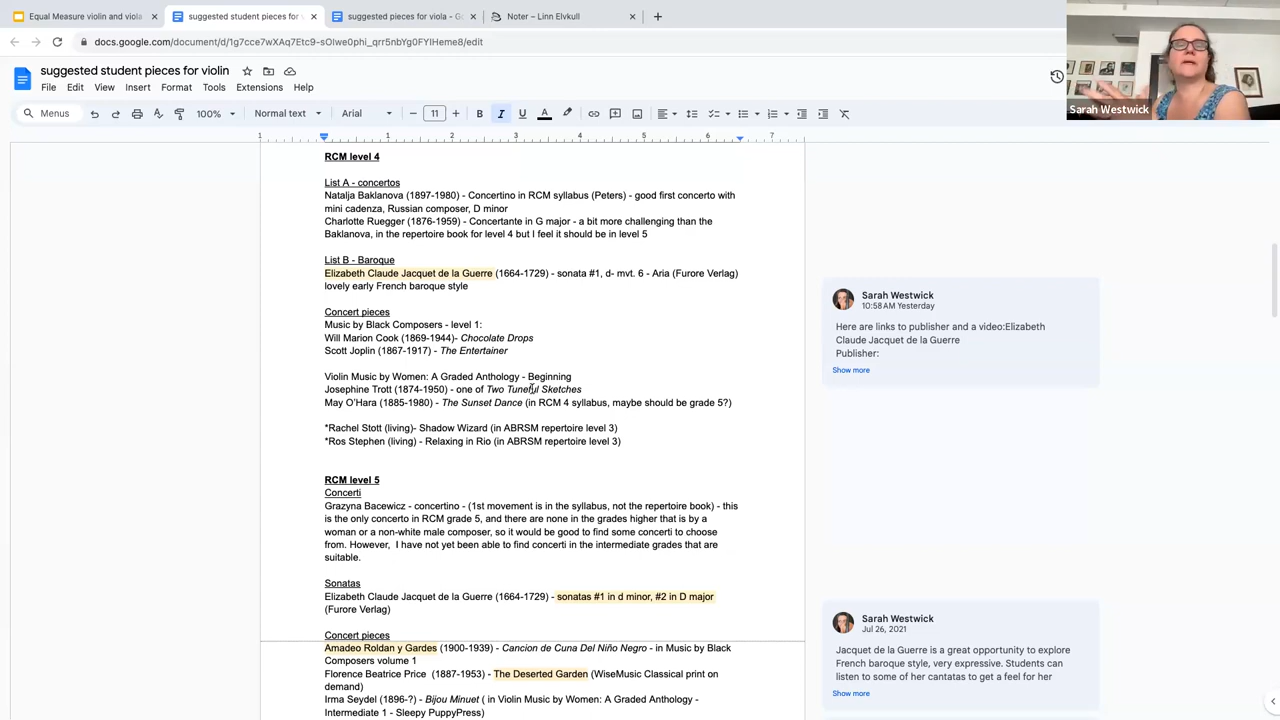 Equal Measure violin and viola
suggested student pieces for v
suggested pieces for viola - G
Noter – Linn Elvkull
docs.google.com/document/d/1g7cce7wXAq7Etc9-sOIwe0phi_qrr5nbYg0FYIHeme8/edit
suggested student pieces for violin
File Edit View Insert Format Tools Extensions Help
Menus 100% Normal text Arial 11 B I U A
Sarah Westwick
1 1 2 3 4 5 6 7
RCM level 4
List A - concertos
Natalja Baklanova (1897-1980) - Concertino in RCM syllabus (Peters) - good first concerto with
mini cadenza, Russian composer, D minor
Charlotte Ruegger (1876-1959) - Concertante in G major - a bit more challenging than the
Baklanova, in the repertoire book for level 4 but I feel it should be in level 5
List B - Baroque
Elizabeth Claude Jacquet de la Guerre (1664-1729) - sonata #1, d- mvt. 6 - Aria (Furore Verlag)
lovely early French baroque style
Concert pieces
Music by Black Composers - level 1:
Will Marion Cook (1869-1944)- Chocolate Drops
Scott Joplin (1867-1917) - The Entertainer
Violin Music by Women: A Graded Anthology - Beginning
Josephine Trott (1874-1950) - one of Two Tuneful Sketches
May O'Hara (1885-1980) - The Sunset Dance (in RCM 4 syllabus, maybe should be grade 5?)
*Rachel Stott (living)- Shadow Wizard (in ABRSM repertoire level 3)
*Ros Stephen (living) - Relaxing in Rio (in ABRSM repertoire level 3)
RCM level 5
Concerti
Grazyna Bacewicz - concertino - (1st movement is in the syllabus, not the repertoire book) - this
is the only concerto in RCM grade 5, and there are none in the grades higher that is by a
woman or a non-white male composer, so it would be good to find some concerti to choose
from. However,  I have not yet been able to find concerti in the intermediate grades that are
suitable.
Sonatas
Elizabeth Claude Jacquet de la Guerre (1664-1729) - sonatas #1 in d minor, #2 in D major
(Furore Verlag)
Concert pieces
Amadeo Roldan y Gardes (1900-1939) - Cancion de Cuna Del Niño Negro - in Music by Black
Composers volume 1
Florence Beatrice Price  (1887-1953) - The Deserted Garden (WiseMusic Classical print on
demand)
Irma Seydel (1896-?) - Bijou Minuet ( in Violin Music by Women: A Graded Anthology -
Intermediate 1 - Sleepy PuppyPress)
Sarah Westwick
10:58 AM Yesterday
Here are links to publisher and a video:Elizabeth
Claude Jacquet de la Guerre
Publisher:
Show more
Sarah Westwick
Jul 26, 2021
Jacquet de la Guerre is a great opportunity to explore
French baroque style, very expressive. Students can
listen to some of her cantatas to get a feel for her
Show more